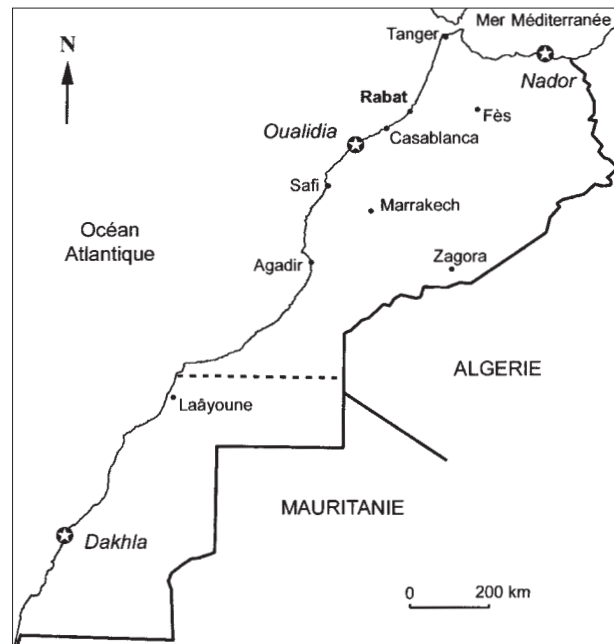 Mer Méditerranée
Tanger
N
Nador
Rabat
Fès
Oualidia
Casablanca
Safi
Marrakech
Océan
Atlantique
Zagora
Agadir
ALGERIE
Laâyoune
MAURITANIE
Dakhla
0 200 km